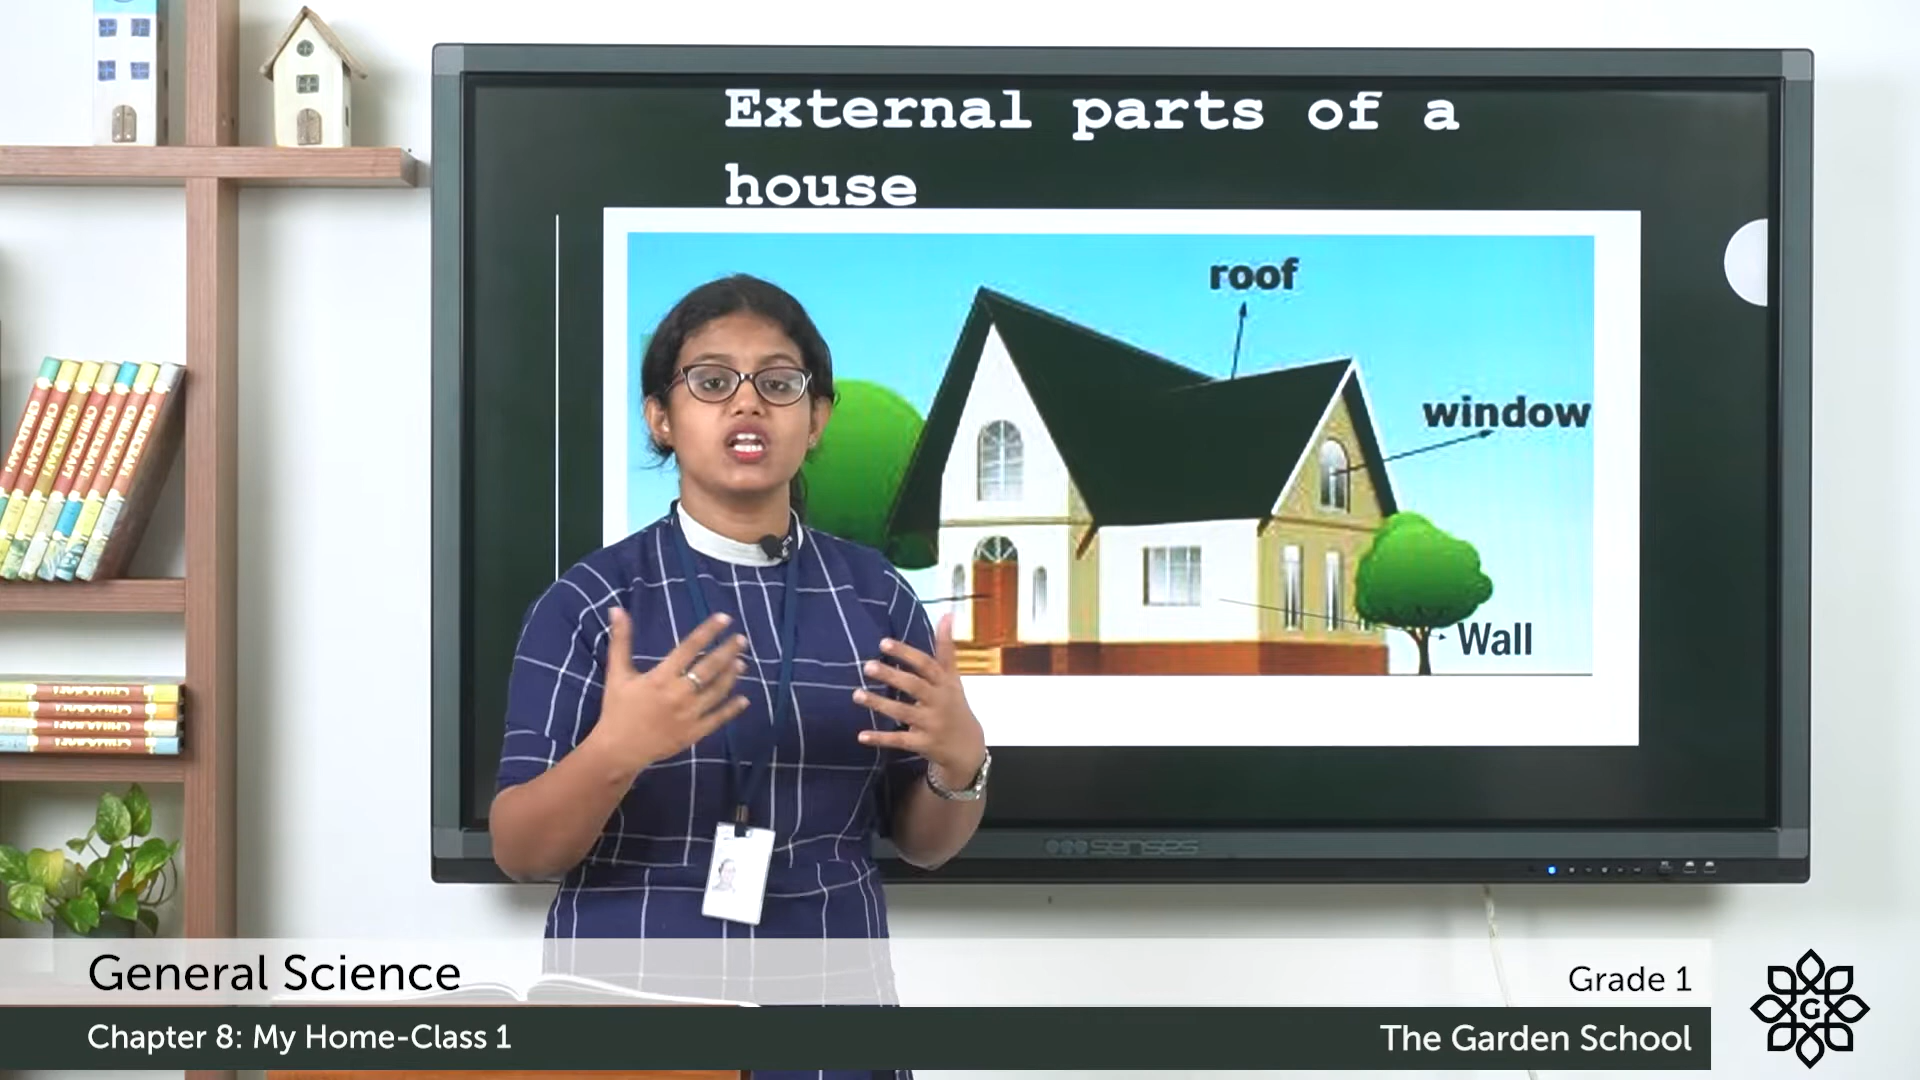 External parts of a
house
roof
window
Wall
senses
General Science
Grade 1
Chapter 8: My Home-Class 1
The Garden School
G